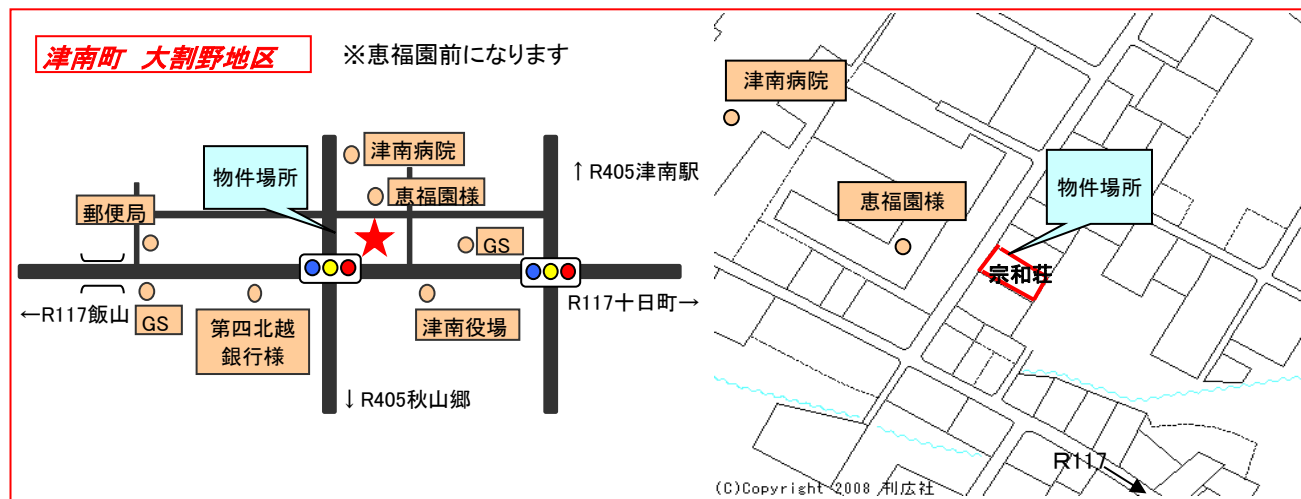 津南町 大割野地区
※恵福園前になります
津南病院
物件場所
↑R405津南駅
恵福園様
郵便局
GS
←R117飯山
GS
第四北越
銀行様
津南役場
R117十日町→
↓R405秋山郷
津南病院
物件場所
恵福園様
宗和荘
R117
(C)Copyright 2008 刊広社